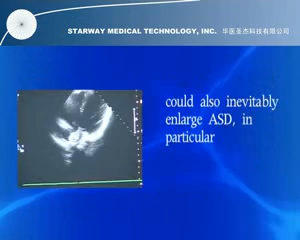 STARWAY MEDICAL TECHNOLOGY, INC. 华医圣杰科技有限公司
could also inevitably
enlarge ASD, in
particular